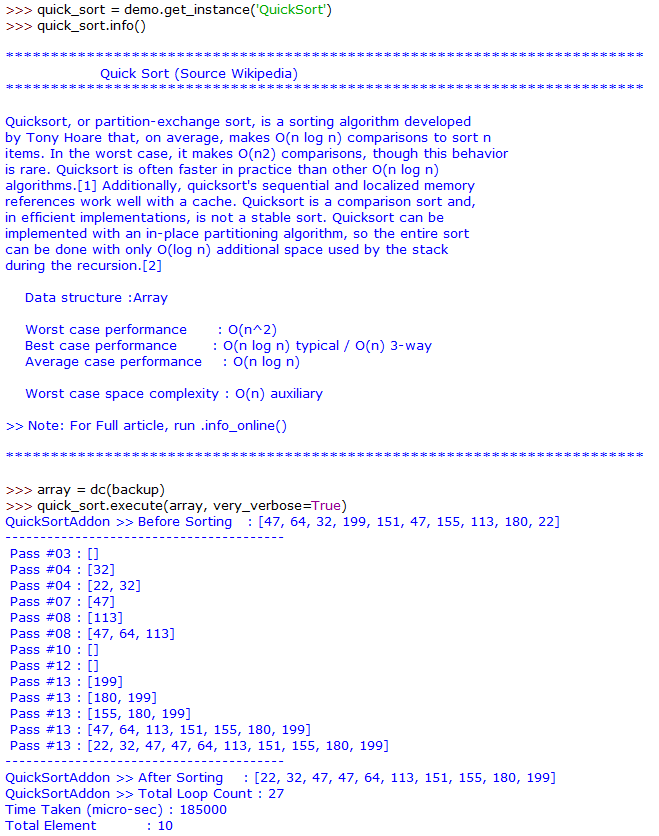 >>> quick_sort = demo.get_instance('QuickSort')
>>> quick_sort.info()
***********************************************************************
Quick Sort (Source Wikipedia)
***********************************************************************
Quicksort, or partition-exchange sort, is a sorting algorithm developed
by Tony Hoare that, on average, makes O(n log n) comparisons to sort n
items. In the worst case, it makes O(n2) comparisons, though this behavior
is rare. Quicksort is often faster in practice than other O(n log n)
algorithms.[1] Additionally, quicksort's sequential and localized memory
references work well with a cache. Quicksort is a comparison sort and,
in efficient implementations, is not a stable sort. Quicksort can be
implemented with an in-place partitioning algorithm, so the entire sort
can be done with only O(log n) additional space used by the stack
during the recursion.[2]
Data structure :Array
Worst case performance : O(n^2)
Best case performance : O(n log n) typical / O(n) 3-way
Average case performance : O(n log n)
Worst case space complexity : O(n) auxiliary
>> Note: For Full article, run .info_online()
***********************************************************************
>>> array = dc(backup)
>>> quick_sort.execute(array, very_verbose=True)
QuickSortAddon >> Before Sorting : [47, 64, 32, 199, 151, 47, 155, 113, 180, 22]
----------------------------------------
Pass #03 : []
Pass #04 : [32]
Pass #04 : [22, 32]
Pass #07 : [47]
Pass #08 : [113]
Pass #08 : [47, 64, 113]
Pass #10 : []
Pass #12 : []
Pass #13 : [199]
Pass #13 : [180, 199]
Pass #13 : [155, 180, 199]
Pass #13 : [47, 64, 113, 151, 155, 180, 199]
Pass #13 : [22, 32, 47, 47, 64, 113, 151, 155, 180, 199]
----------------------------------------
QuickSortAddon >> After Sorting : [22, 32, 47, 47, 64, 113, 151, 155, 180, 199]
QuickSortAddon >> Total Loop Count : 27
Time Taken (micro-sec) : 185000
Total Element : 10